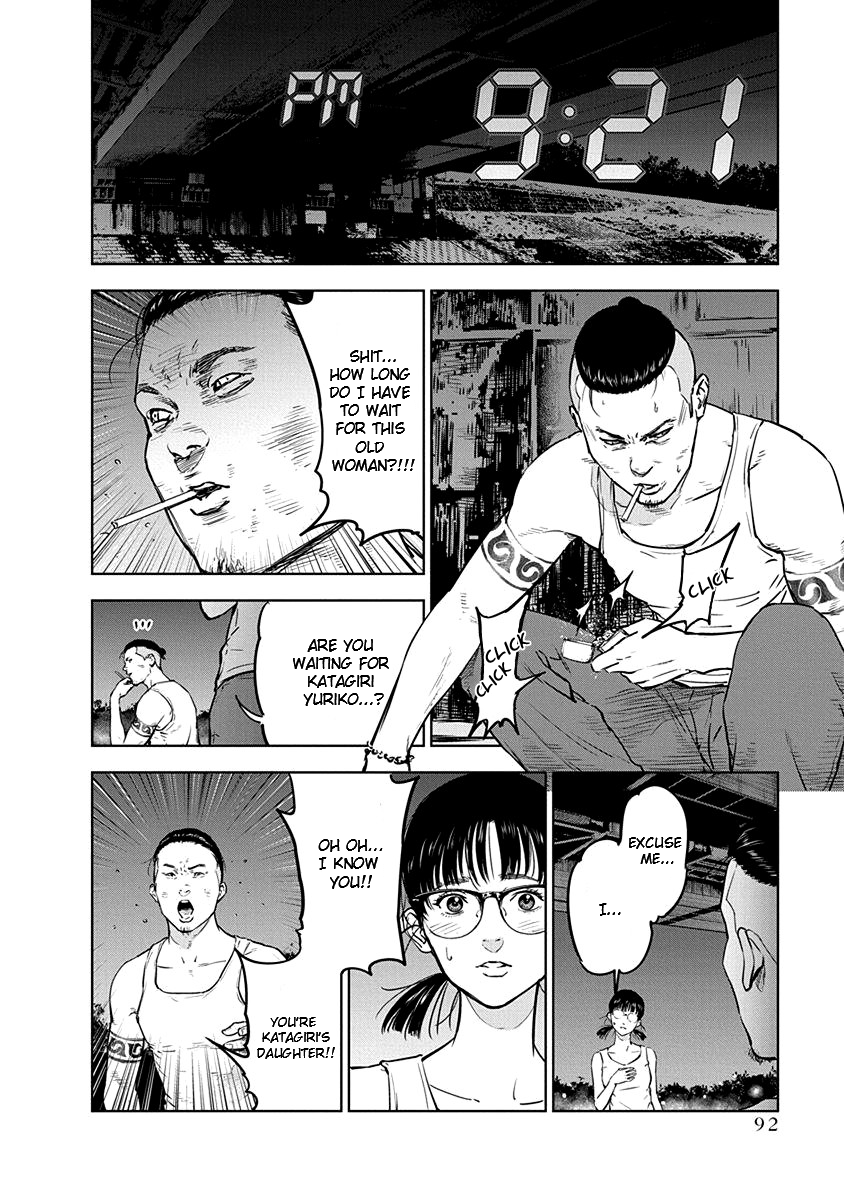 PM 9:21
CLICK
CLICK
CLICK
SHIT...
HOW LONG
DO I HAVE
TO WAIT
FOR THIS
OLD
WOMAN?!!!
ARE YOU
WAITING FOR
KATAGIRI
YURIKO...?
EXCUSE
ME...
I...
OH OH...
I KNOW
YOU!!
YOU'RE
KATAGIRI'S
DAUGHTER!!
92